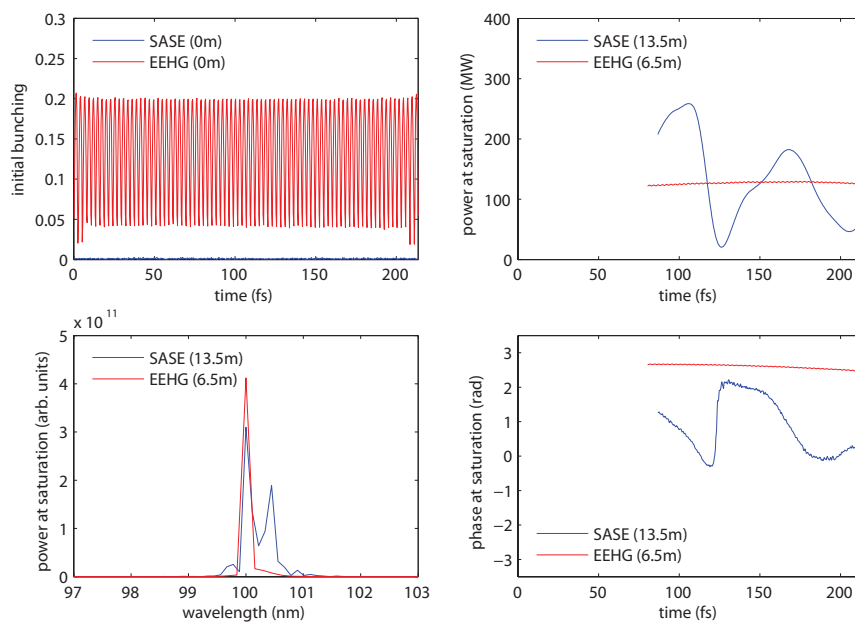 0.3
0.25
0.2
0.15
0.1
0.05
0
initial bunching
SASE (0m)
EEHG (0m)
0 50 100 150 200
time (fs)
400
300
200
100
0
power at saturation (MW)
SASE (13.5m)
EEHG (6.5m)
0 50 100 150 200
time (fs)
x 10 11
5
4
3
2
1
0
power at saturation (arb. units)
SASE (13.5m)
EEHG (6.5m)
97 98 99 100 101 102 103
wavelength (nm)
3
2
1
0
−1
−2
−3
phase at saturation (rad)
SASE (13.5m)
EEHG (6.5m)
0 50 100 150 200
time (fs)